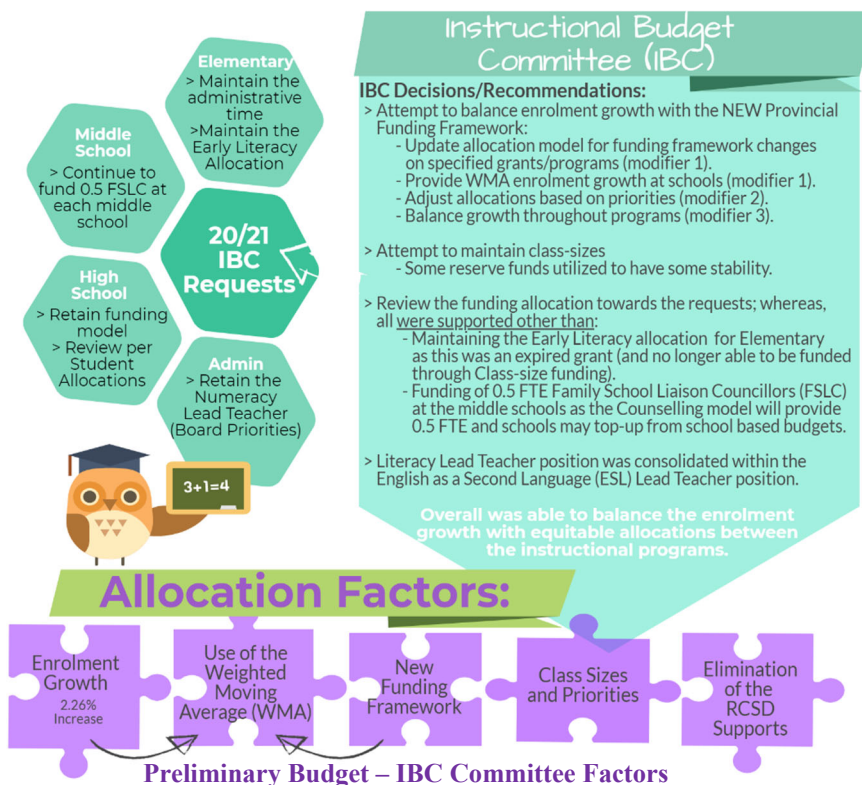 Elementary
> Maintain the
administrative
time
>Maintain the
Early Literacy
Allocation
Middle
School
> Continue to
fund 0.5 FSLC at
each middle
school
20/21
IBC
Requests
High
School
> Retain funding
model
> Review per
Student
Allocations
Admin
> Retain the
Numeracy
Lead Teacher
(Board Priorities)
3+1=4
Instructional Budget
Committee (IBC)
IBC Decisions/Recommendations:
> Attempt to balance enrolment growth with the NEW Provincial
Funding Framework:
- Update allocation model for funding framework changes
on specified grants/programs (modifier 1).
- Provide WMA enrolment growth at schools (modifier 1).
- Adjust allocations based on priorities (modifier 2).
- Balance growth throughout programs (modifier 3).
> Attempt to maintain class-sizes
- Some reserve funds utilized to have some stability.
> Review the funding allocation towards the requests; whereas,
all were supported other than:
- Maintaining the Early Literacy allocation for Elementary
as this was an expired grant (and no longer able to be funded
through Class-size funding).
- Funding of 0.5 FTE Family School Liaison Councillors (FSLC)
at the middle schools as the Counselling model will provide
0.5 FTE and schools may top-up from school based budgets.
> Literacy Lead Teacher position was consolidated within the
English as a Second Language (ESL) Lead Teacher position.
Overall was able to balance the enrolment
growth with equitable allocations between
the instructional programs.
Allocation Factors:
Enrolment
Growth
2.26%
Increase
Use of the
Weighted
Moving
Average (WMA)
New
Funding
Framework
Class Sizes
and Priorities
Elimination
of the
RCSD
Supports
Preliminary Budget – IBC Committee Factors